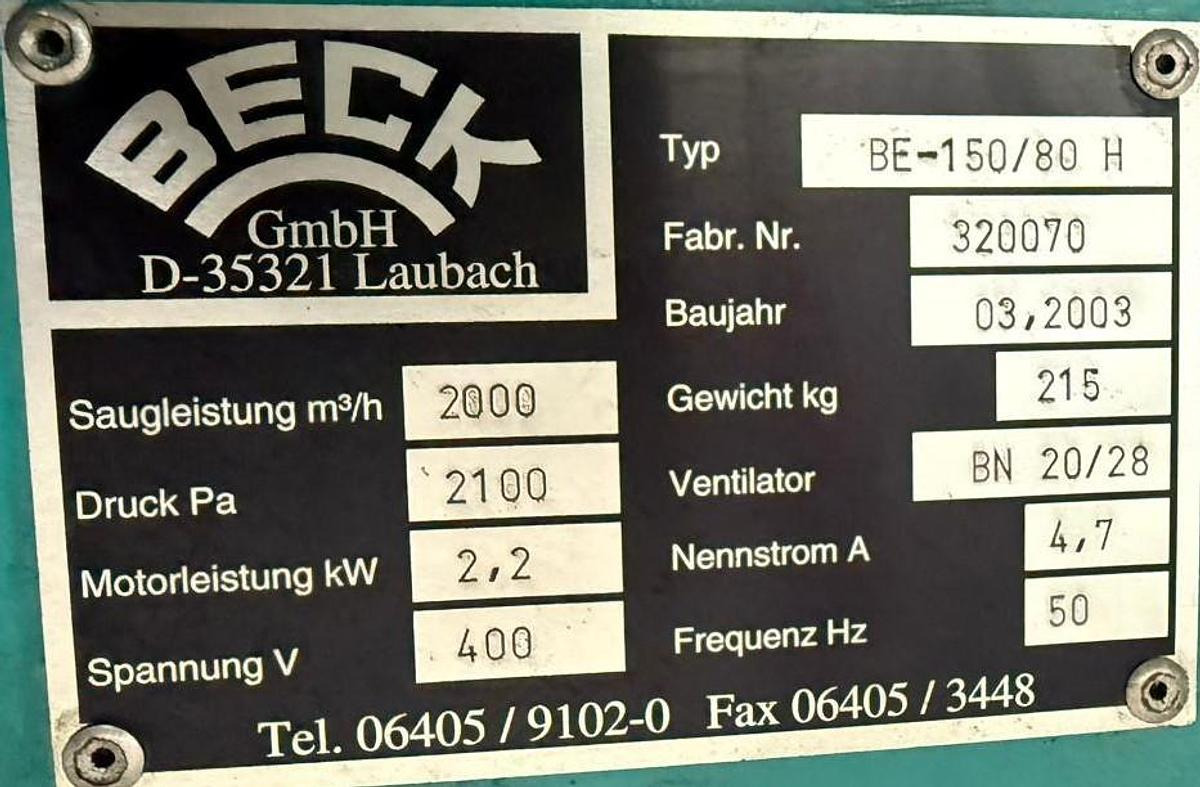 BECK
GmbH
D-35321 Laubach
Typ BE-150/80 H
Fabr. Nr. 320070
Baujahr 03,2003
Gewicht kg 215
Ventilator BN 20/28
Nennstrom A 4,7
Frequenz Hz 50
Saugleistung m³/h 2000
Druck Pa 2100
Motorleistung kW 2,2
Spannung V 400
Tel. 06405 / 9102-0 Fax 06405 / 3448